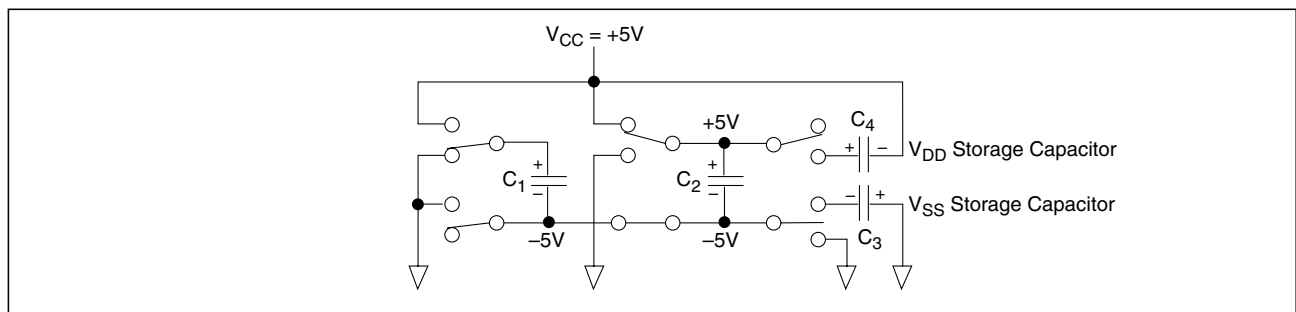 V_CC = +5V
+5V
C_4
+ −
V_DD Storage Capacitor
+
C_1
−
+
C_2
−
− +
V_SS Storage Capacitor
C_3
−5V
−5V